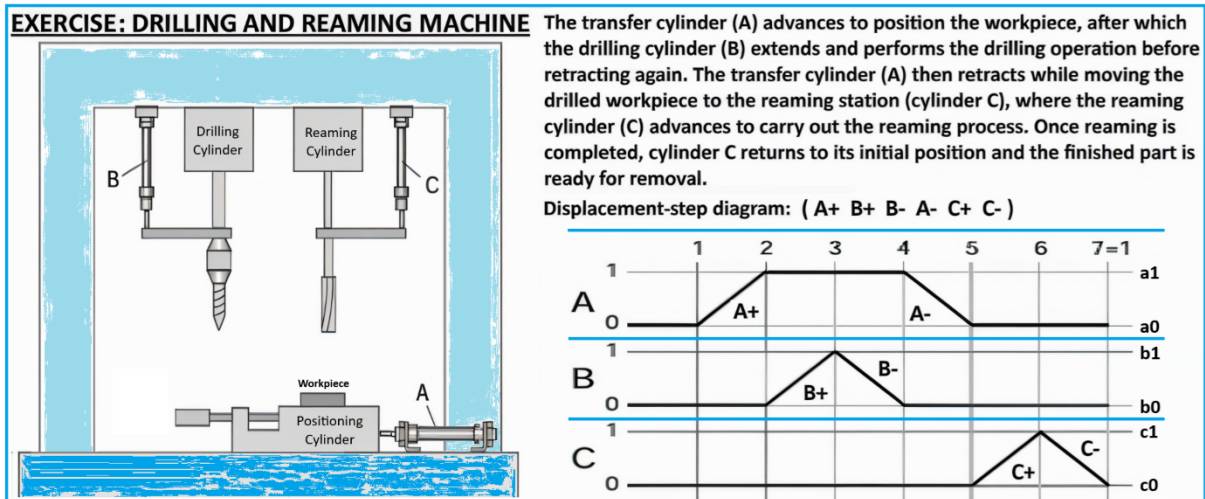 EXERCISE: DRILLING AND REAMING MACHINE
Drilling
Cylinder
Reaming
Cylinder
B
C
Workpiece
A
Positioning
Cylinder
The transfer cylinder (A) advances to position the workpiece, after which
the drilling cylinder (B) extends and performs the drilling operation before
retracting again. The transfer cylinder (A) then retracts while moving the
drilled workpiece to the reaming station (cylinder C), where the reaming
cylinder (C) advances to carry out the reaming process. Once reaming is
completed, cylinder C returns to its initial position and the finished part is
ready for removal.
Displacement-step diagram: ( A+ B+ B- A- C+ C- )
1 2 3 4 5 6 7=1
1 a1
A A+ A-
0 a0
1 b1
B B+ B-
0 b0
1 c1
C C+ C-
0 c0